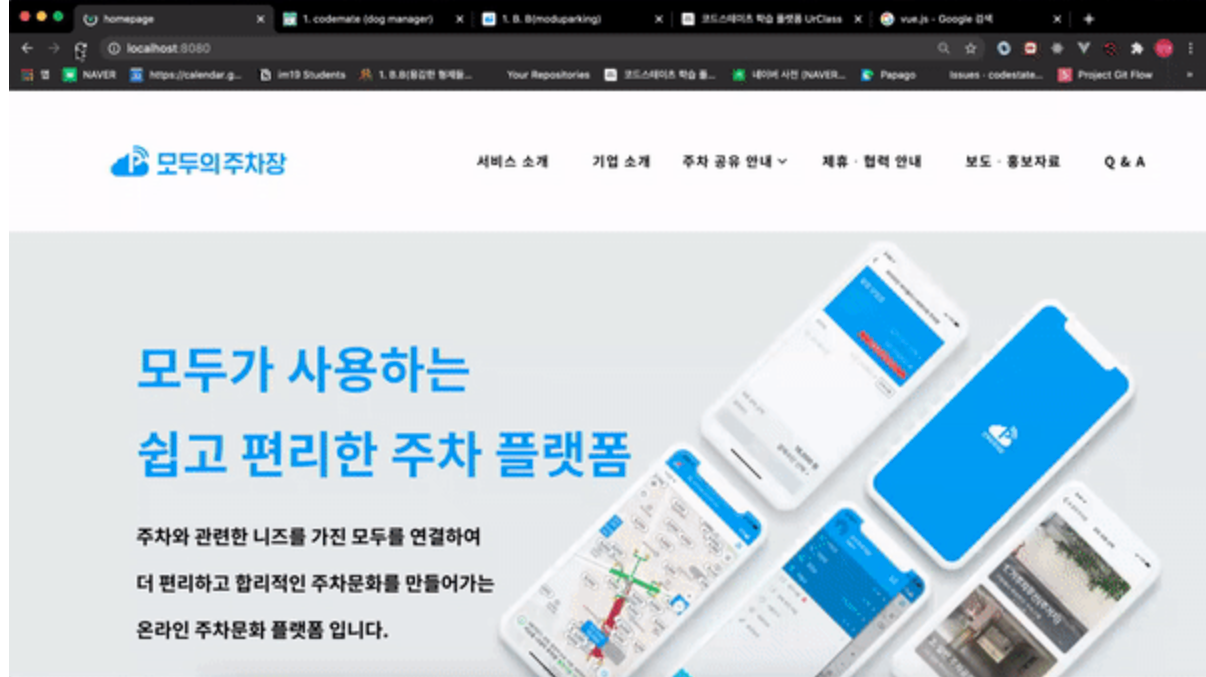 homepage
1. codemate (dog manager)
1. B. B(moduparking)
코드스테이츠 학습 플랫폼 UrClass
vue.js - Google 검색
localhost:8080
앱
NAVER
https://calendar.g...
im19 Students
1. B.B(용감한 형제들...
Your Repositories
코드스테이츠 학습 플...
네이버 사전 (NAVER...
Papago
Issues · codestate...
Project Git Flow
»
모두의주차장
서비스 소개
기업 소개
주차 공유 안내
제휴 · 협력 안내
보도 · 홍보자료
Q & A
모두가 사용하는
쉽고 편리한 주차 플랫폼
주차와 관련한 니즈를 가진 모두를 연결하여
더 편리하고 합리적인 주차문화를 만들어가는
온라인 주차문화 플랫폼 입니다.